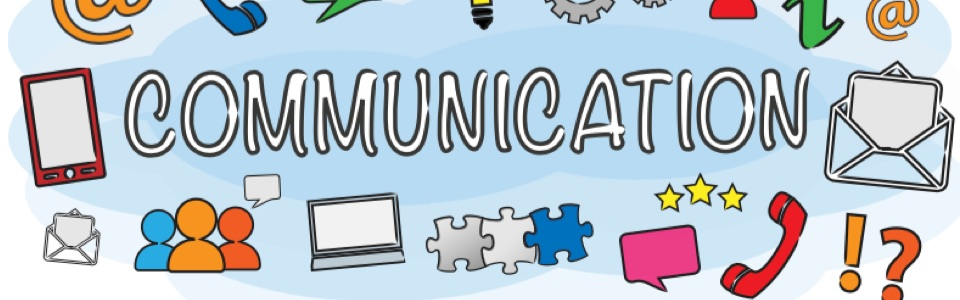 @ i @
COMMUNICATION
! ?